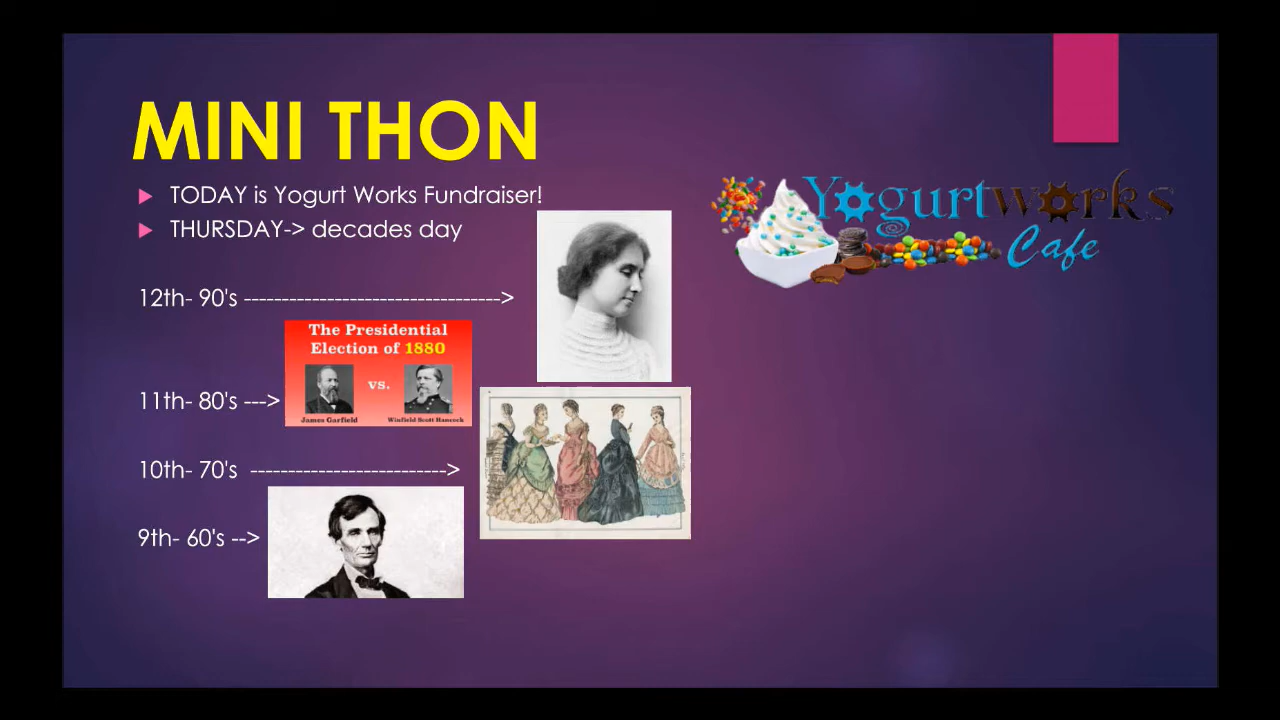 MINI THON
TODAY is Yogurt Works Fundraiser!
THURSDAY-> decades day
Yogurtworks
Cafe
12th- 90's ---------------------------------->
The Presidential
Election of 1880
vs.
James Garfield
Winfield Scott Hancock
11th- 80's --->
10th- 70's -------------------------->
9th- 60's -->